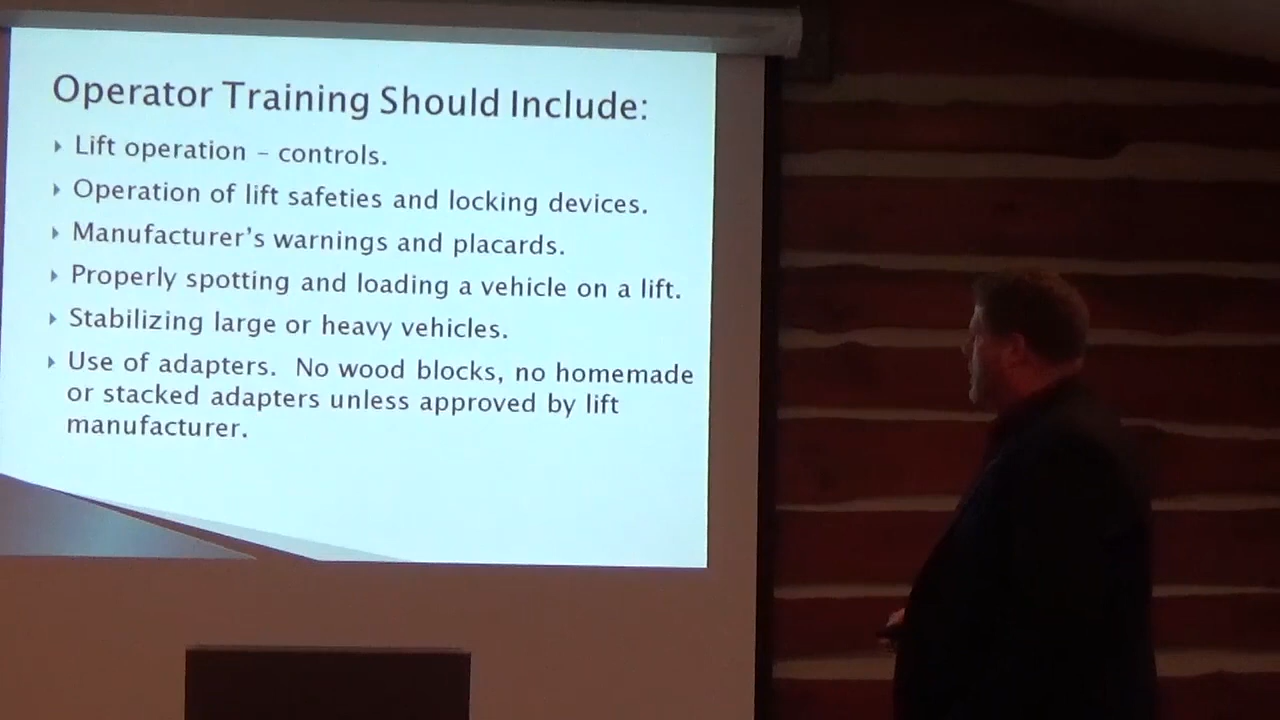 Operator Training Should Include:
Lift operation – controls.
Operation of lift safeties and locking devices.
Manufacturer's warnings and placards.
Properly spotting and loading a vehicle on a lift.
Stabilizing large or heavy vehicles.
Use of adapters.  No wood blocks, no homemade
or stacked adapters unless approved by lift
manufacturer.